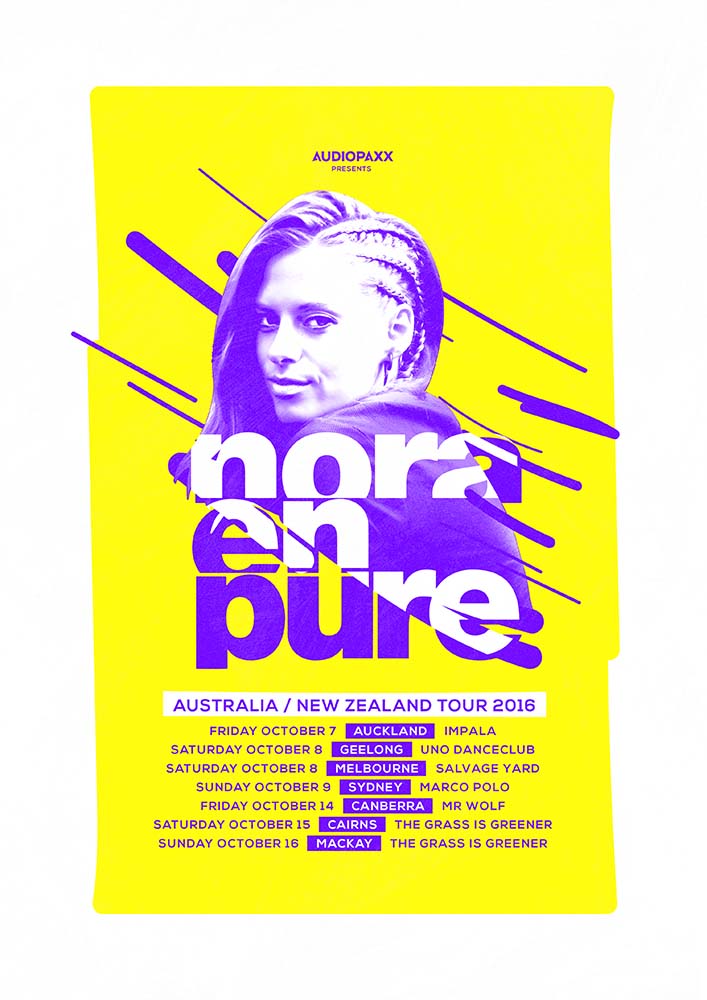 AUDIOPAXX
PRESENTS
nora
en
pure
AUSTRALIA / NEW ZEALAND TOUR 2016
FRIDAY OCTOBER 7 AUCKLAND IMPALA
SATURDAY OCTOBER 8 GEELONG UNO DANCECLUB
SATURDAY OCTOBER 8 MELBOURNE SALVAGE YARD
SUNDAY OCTOBER 9 SYDNEY MARCO POLO
FRIDAY OCTOBER 14 CANBERRA MR WOLF
SATURDAY OCTOBER 15 CAIRNS THE GRASS IS GREENER
SUNDAY OCTOBER 16 MACKAY THE GRASS IS GREENER